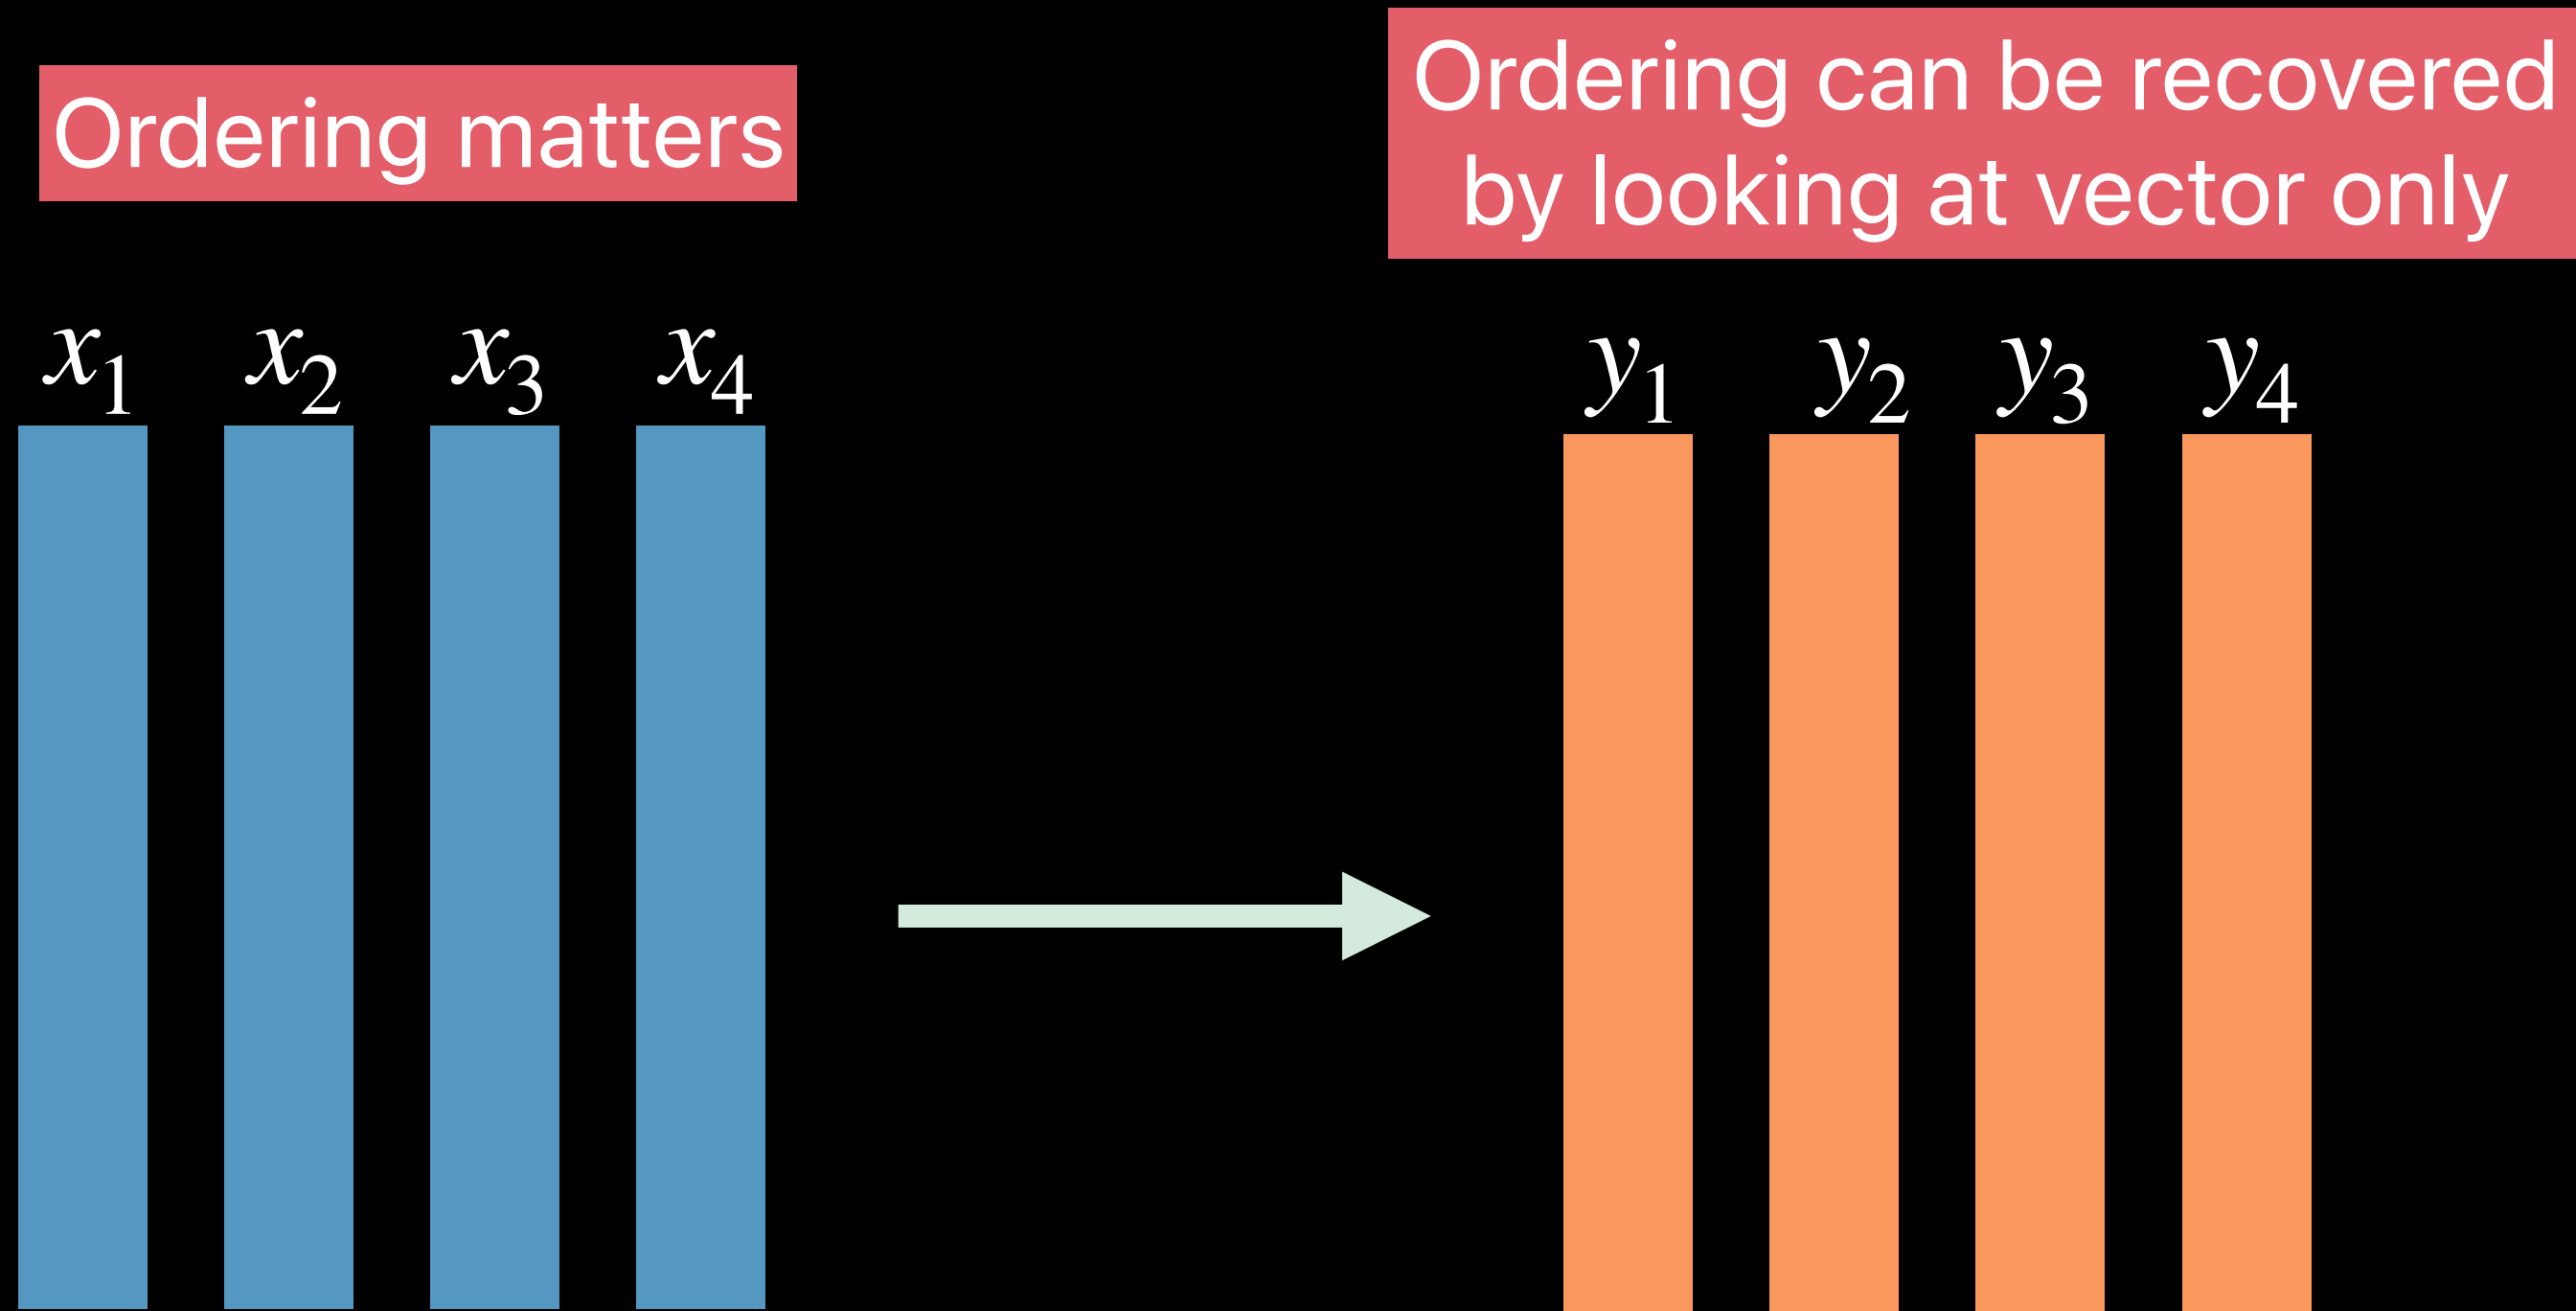 Ordering matters
Ordering can be recovered
by looking at vector only
x₁ x₂ x₃ x₄
y₁ y₂ y₃ y₄